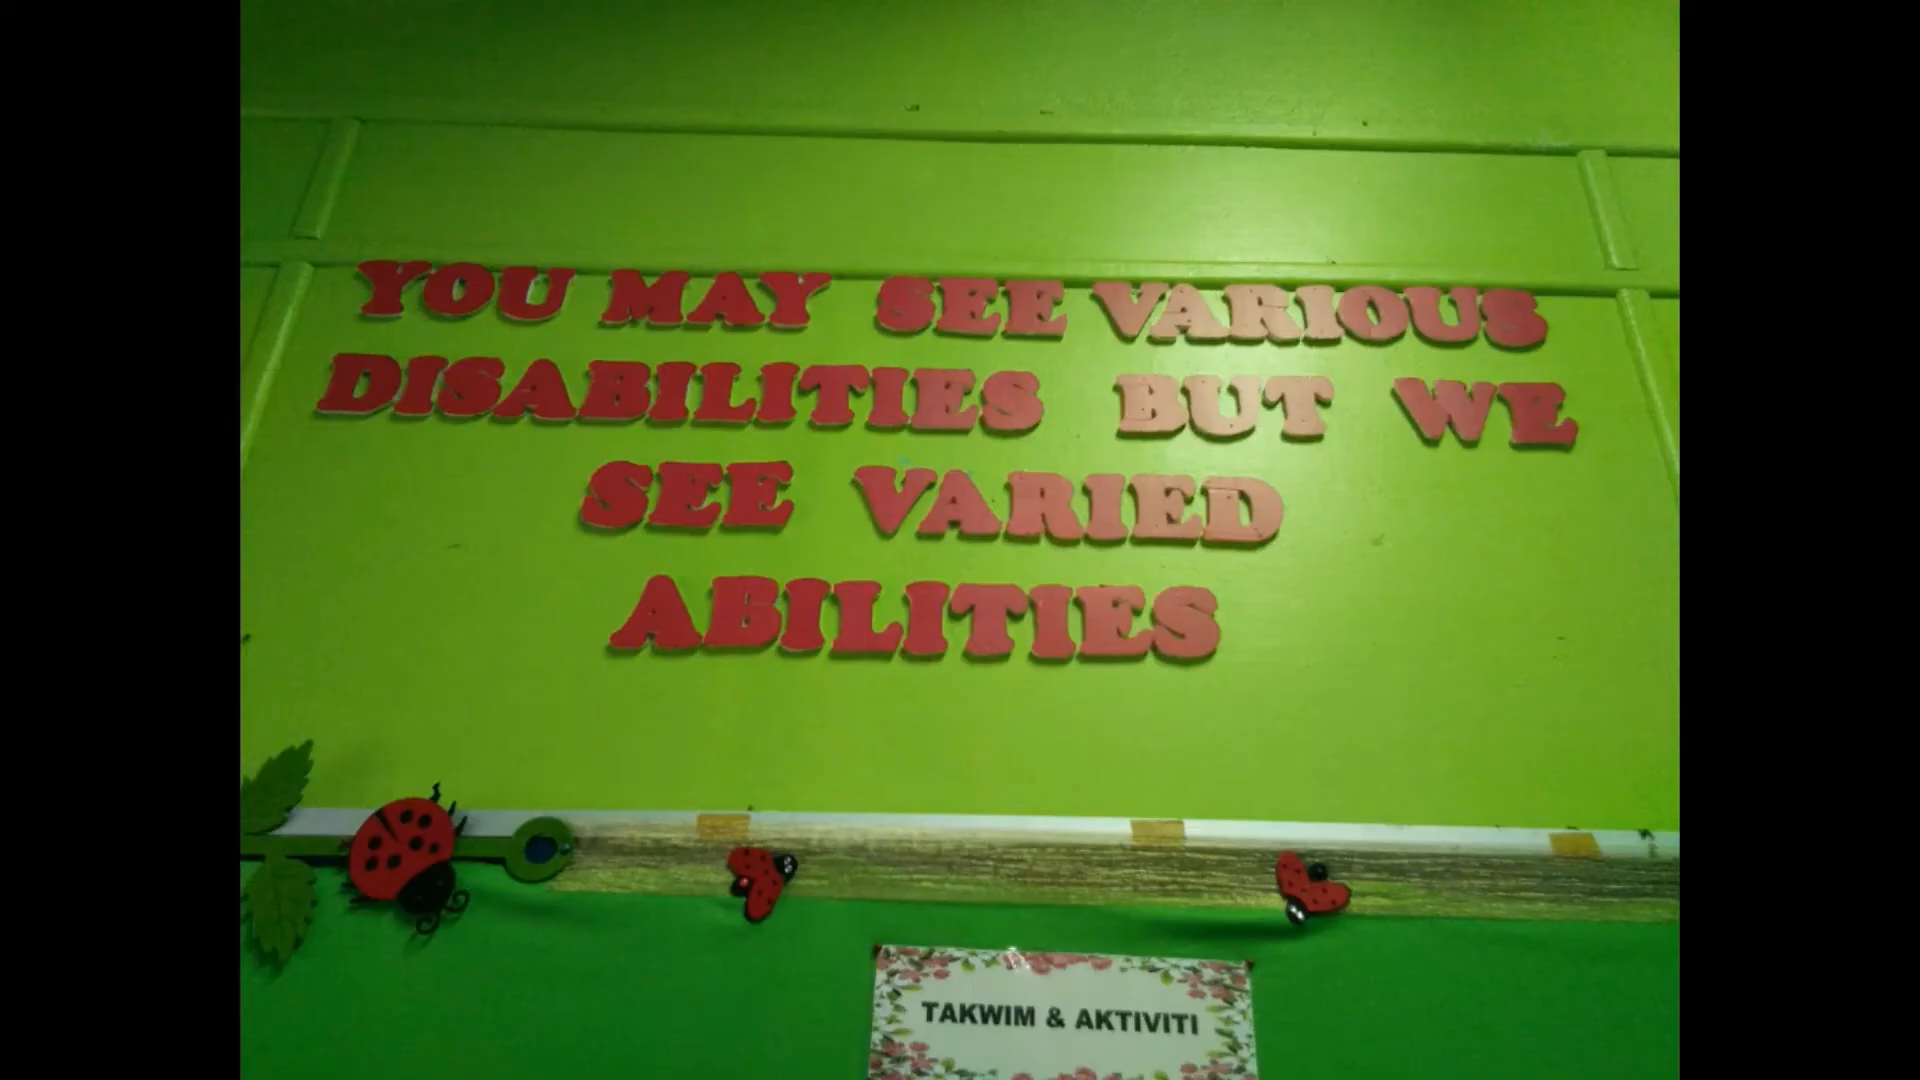 YOU MAY SEE VARIOUS
DISABILITIES BUT WE
SEE VARIED
ABILITIES
TAKWIM & AKTIVITI